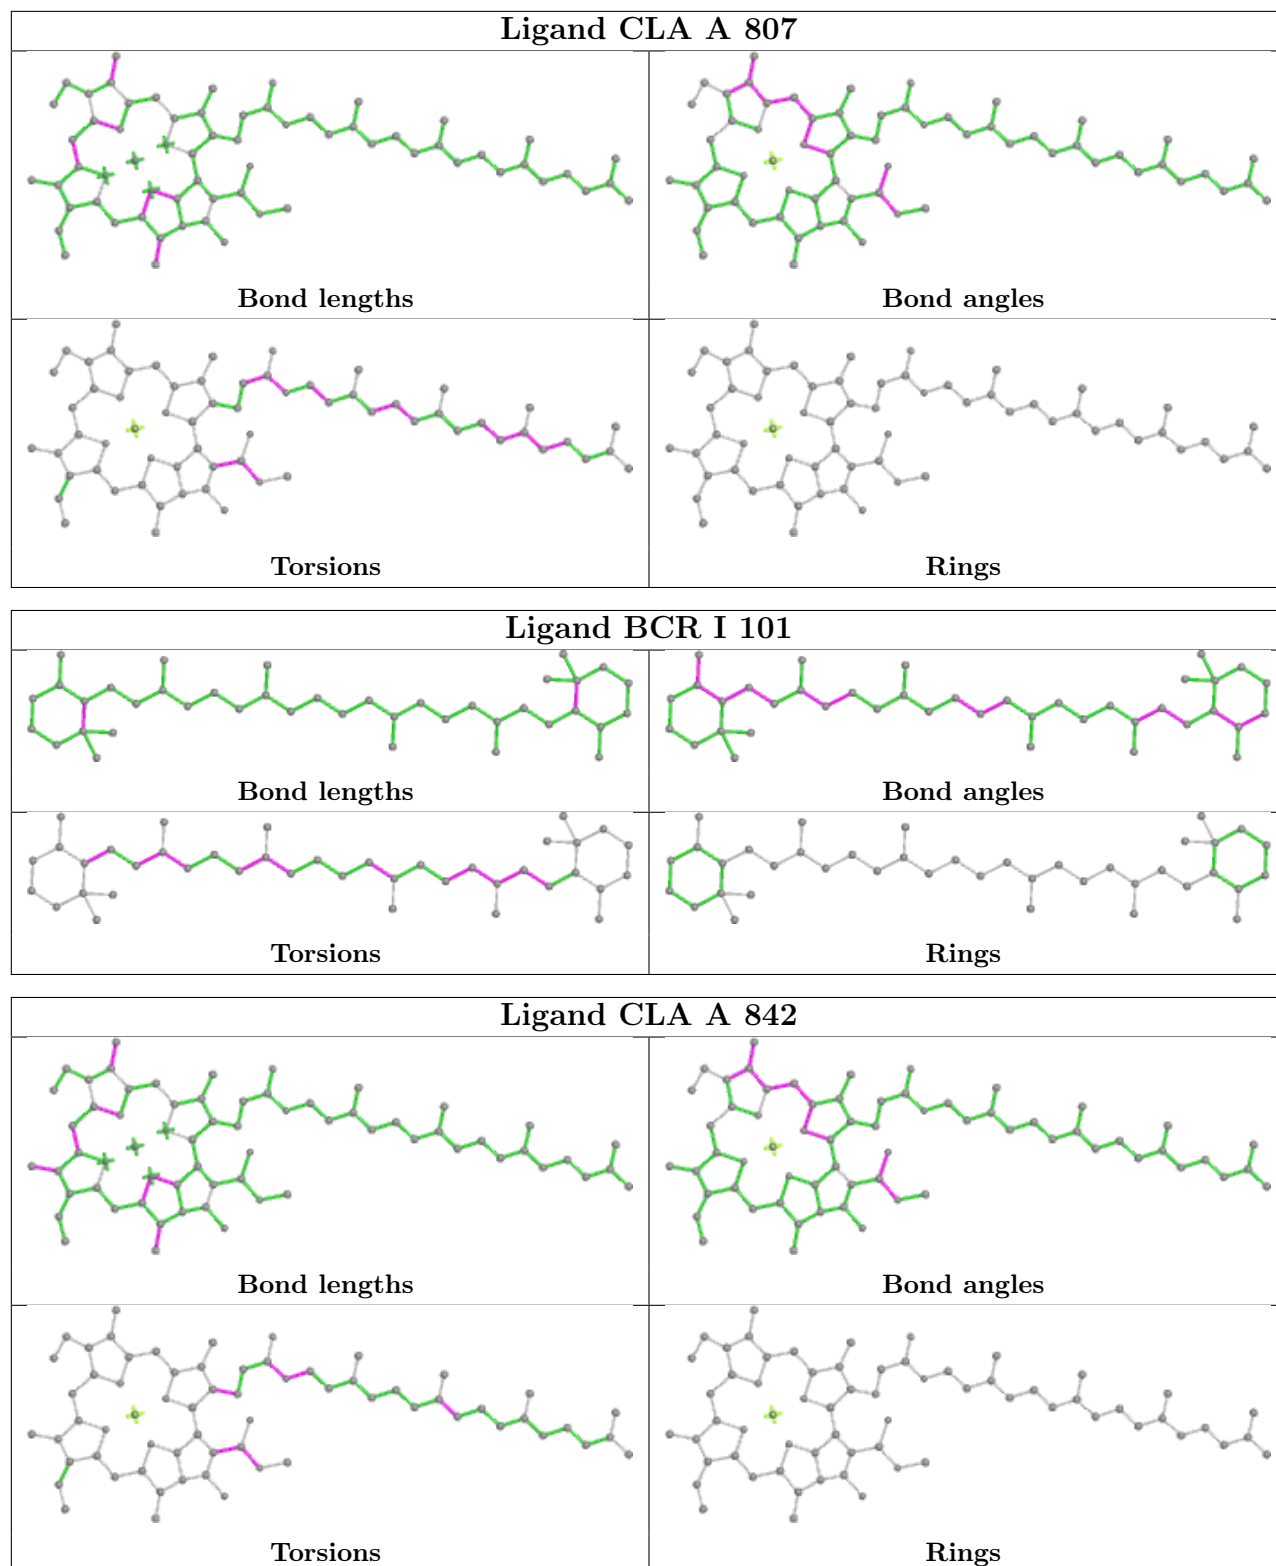 Ligand CLA A 807
Bond lengths
Bond angles
Torsions
Rings
Ligand BCR I 101
Bond lengths
Bond angles
Torsions
Rings
Ligand CLA A 842
Bond lengths
Bond angles
Torsions
Rings